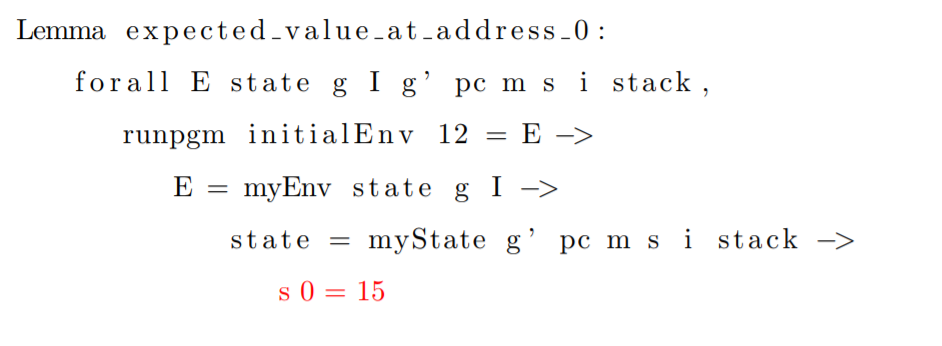 Lemma expected_value_at_address_0 :
forall E state g I g' pc m s i stack ,
runpgm initialEnv 12 = E −>
E = myEnv state g I −>
state = myState g' pc m s i stack −>
s 0 = 15